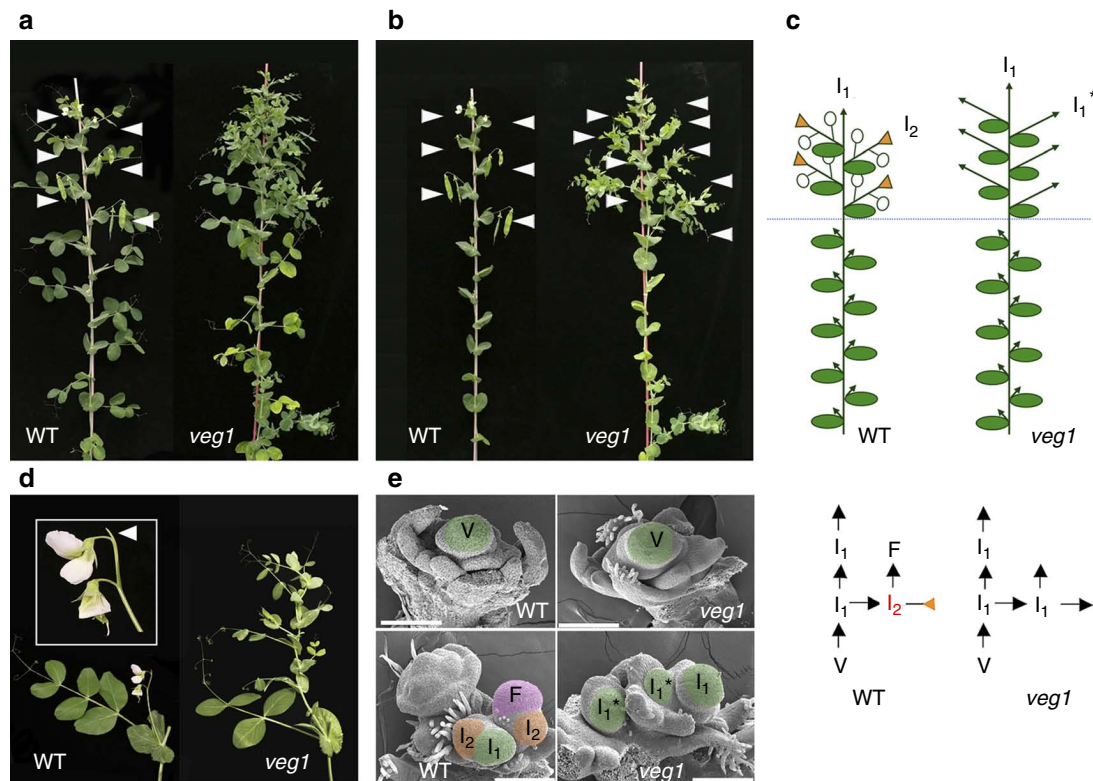 a
WT
veg1
b
WT
veg1
c
I₁
I₂
WT
I₁
I₁*
veg1
d
WT
veg1
e
V
WT
V
veg1
F
I₂
I₁
I₂
WT
I₁*
I₁*
I₁
veg1
I₁
F
I₁
I₂
V
WT
I₁
I₁
I₁
V
veg1